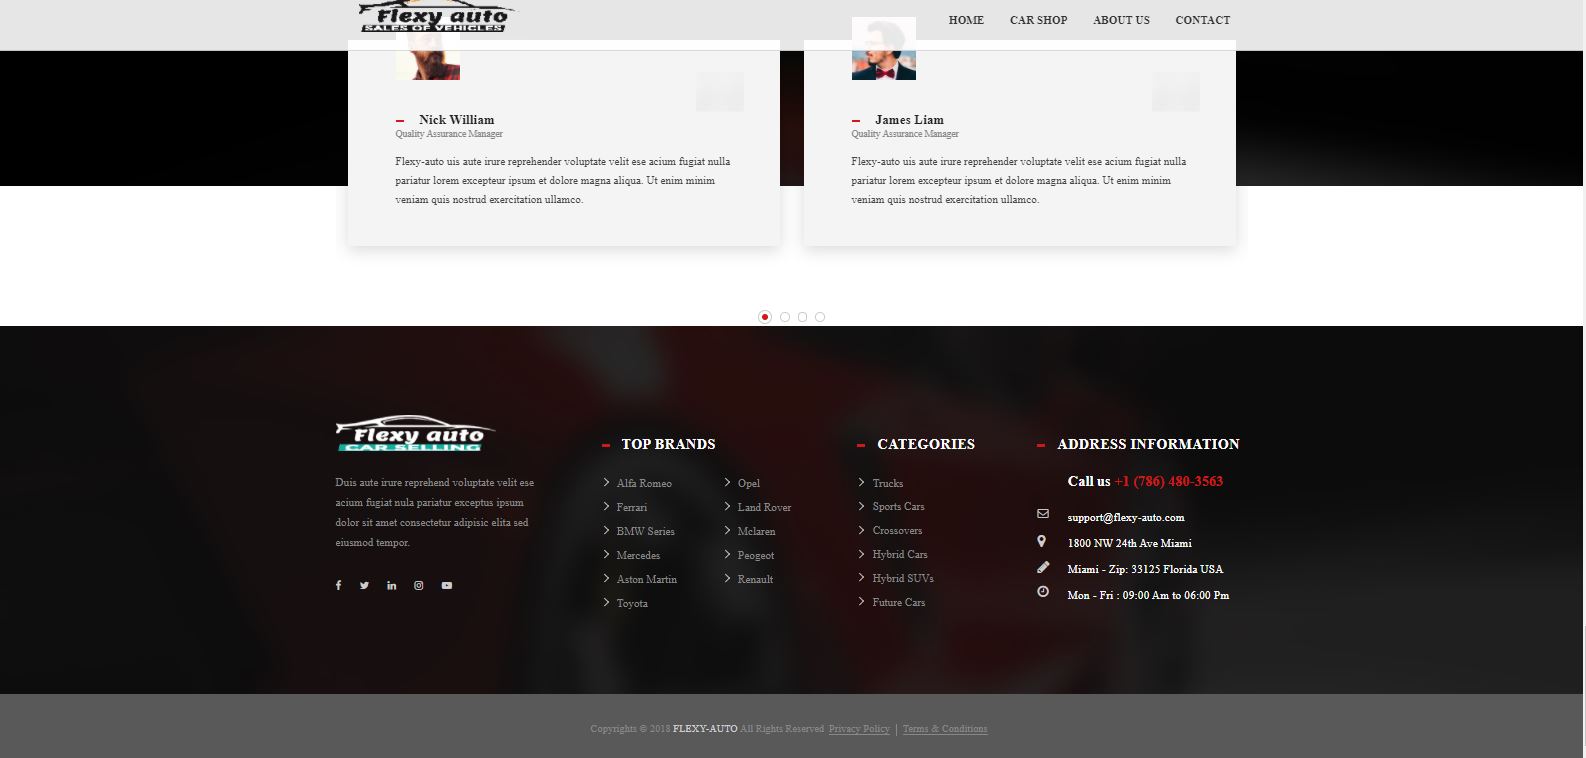 Flexy auto
SALES OF VEHICLES
HOME
CAR SHOP
ABOUT US
CONTACT
Nick William
Quality Assurance Manager
Flexy-auto uis aute irure reprehender voluptate velit ese acium fugiat nulla
pariatur lorem excepteur ipsum et dolore magna aliqua. Ut enim minim
veniam quis nostrud exercitation ullamco.
James Liam
Quality Assurance Manager
Flexy-auto uis aute irure reprehender voluptate velit ese acium fugiat nulla
pariatur lorem excepteur ipsum et dolore magna aliqua. Ut enim minim
veniam quis nostrud exercitation ullamco.
Flexy auto
CAR SELLING
Duis aute irure reprehend voluptate velit ese
acium fugiat nula pariatur exceptus ipsum
dolor sit amet consectetur adipisic elita sed
eiusmod tempor.
TOP BRANDS
Alfa Romeo
Ferrari
BMW Series
Mercedes
Aston Martin
Toyota
Opel
Land Rover
Mclaren
Peogeot
Renault
CATEGORIES
Trucks
Sports Cars
Crossovers
Hybrid Cars
Hybrid SUVs
Future Cars
ADDRESS INFORMATION
Call us +1 (786) 480-3563
support@flexy-auto.com
1800 NW 24th Ave Miami
Miami - Zip: 33125 Florida USA
Mon - Fri : 09:00 Am to 06:00 Pm
Copyrights © 2018 FLEXY-AUTO All Rights Reserved Privacy Policy | Terms & Conditions